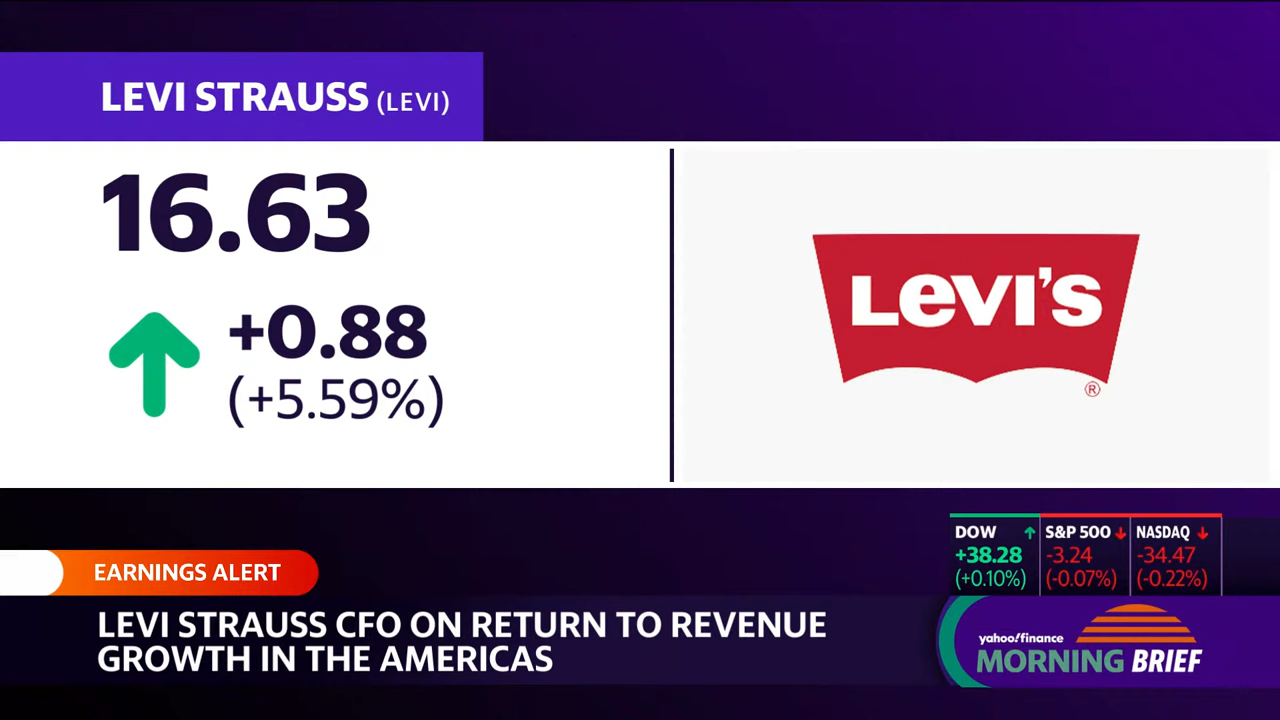 LEVI STRAUSS (LEVI)
16.63
+0.88
(+5.59%)
LEVI'S
®
DOW
+38.28
(+0.10%)
S&P 500
-3.24
(-0.07%)
NASDAQ
-34.47
(-0.22%)
EARNINGS ALERT
LEVI STRAUSS CFO ON RETURN TO REVENUE
GROWTH IN THE AMERICAS
yahoo!finance
MORNING BRIEF